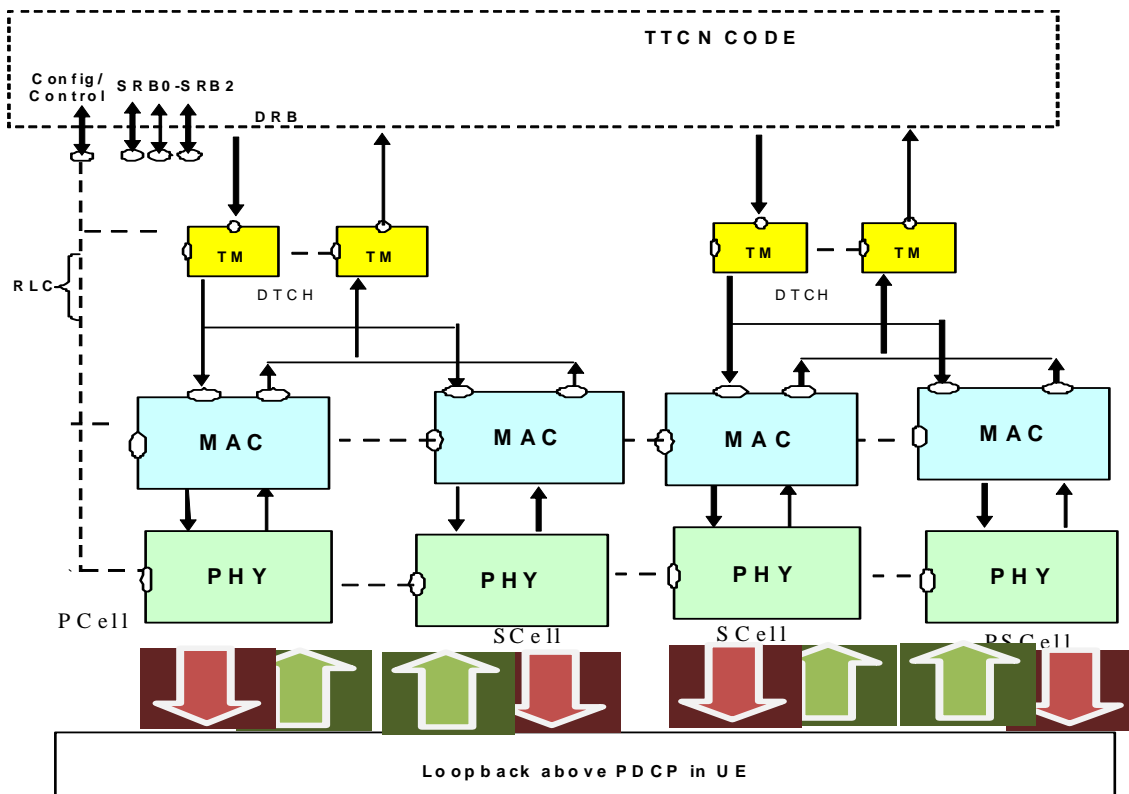 TTCN CODE
Config/
Control
SRB0-SRB2
DRB
TM
TM
TM
TM
RLC
DTCH
DTCH
MAC
MAC
MAC
MAC
PHY
PHY
PHY
PHY
PCell
SCell
SCell
PSCell
Loopback above PDCP in UE